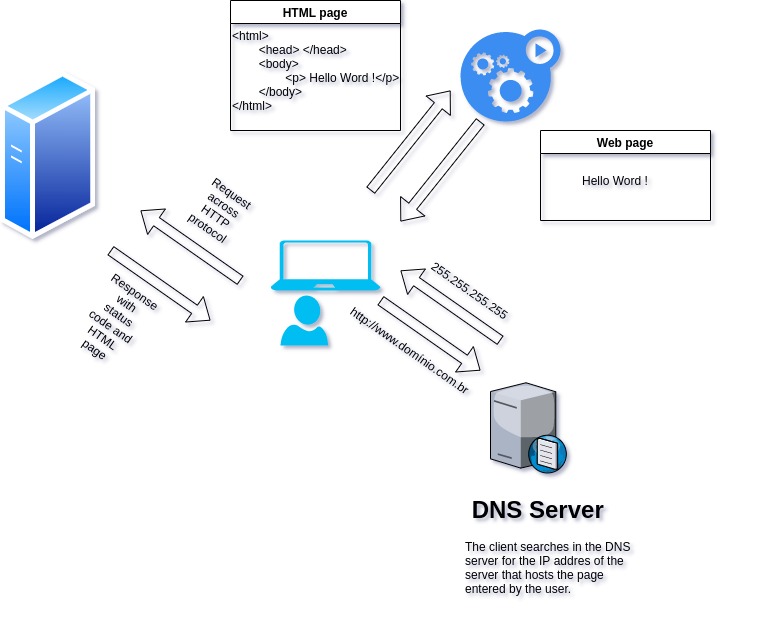 HTML page
<html>
<head> </head>
<body>
<p> Hello Word !</p>
</body>
</html>
Web page
Hello Word !
Request
across
HTTP
protocol
Response
with
status
code and
HTML
page
255.255.255.255
http://www.domínio.com.br
DNS Server
The client searches in the DNS
server for the IP addres of the
server that hosts the page
entered by the user.